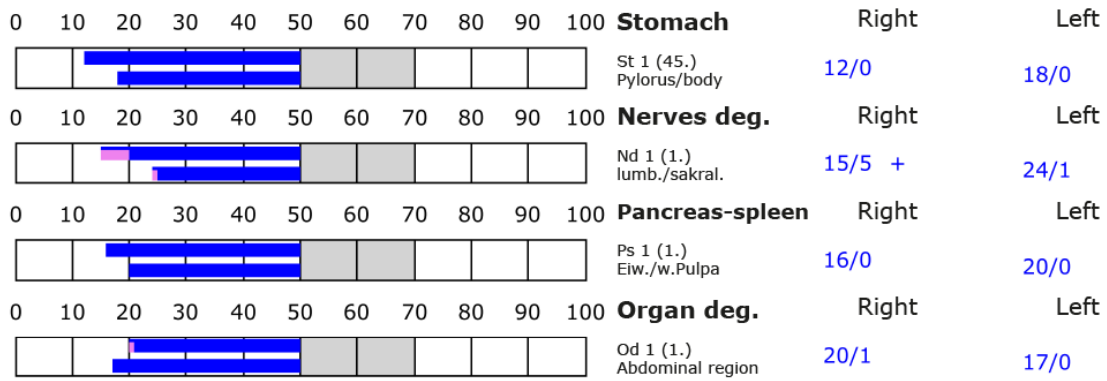 0 10 20 30 40 50 60 70 80 90 100 Stomach Right Left
St 1 (45.) 12/0 18/0
Pylorus/body
0 10 20 30 40 50 60 70 80 90 100 Nerves deg. Right Left
Nd 1 (1.) 15/5 + 24/1
lumb./sakral.
0 10 20 30 40 50 60 70 80 90 100 Pancreas-spleen Right Left
Ps 1 (1.) 16/0 20/0
Eiw./w.Pulpa
0 10 20 30 40 50 60 70 80 90 100 Organ deg. Right Left
Od 1 (1.) 20/1 17/0
Abdominal region